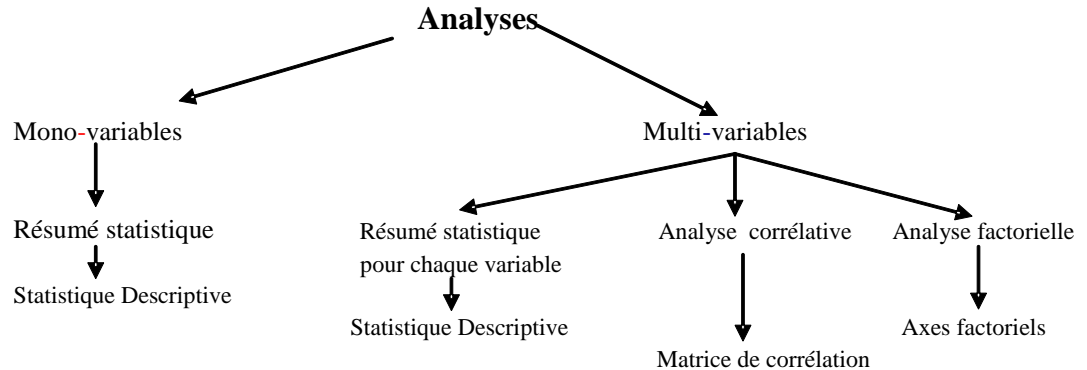 Analyses
Mono-variables
Multi-variables
Résumé statistique
Résumé statistique
pour chaque variable
Analyse corrélative
Analyse factorielle
Statistique Descriptive
Statistique Descriptive
Axes factoriels
Matrice de corrélation